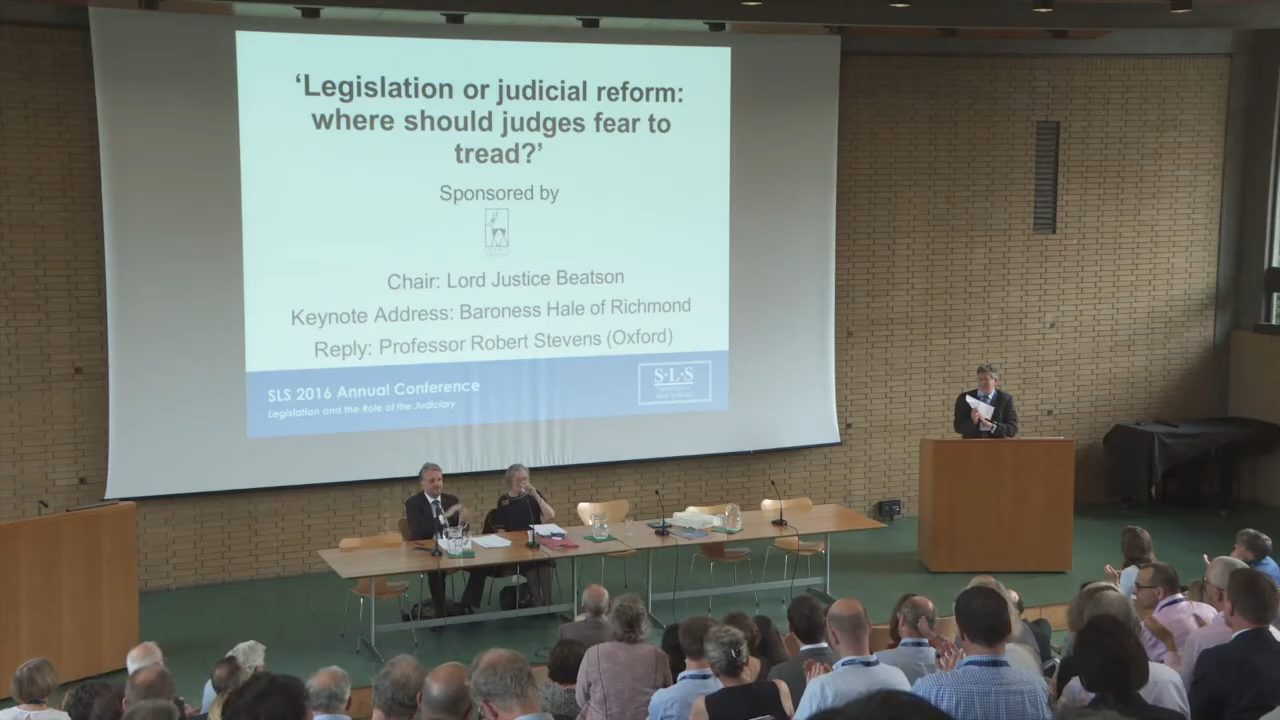 ‘Legislation or judicial reform:
where should judges fear to
tread?’
Sponsored by
Chair: Lord Justice Beatson
Keynote Address: Baroness Hale of Richmond
Reply: Professor Robert Stevens (Oxford)
SLS 2016 Annual Conference
Legislation and the Role of the Judiciary
S·L·S